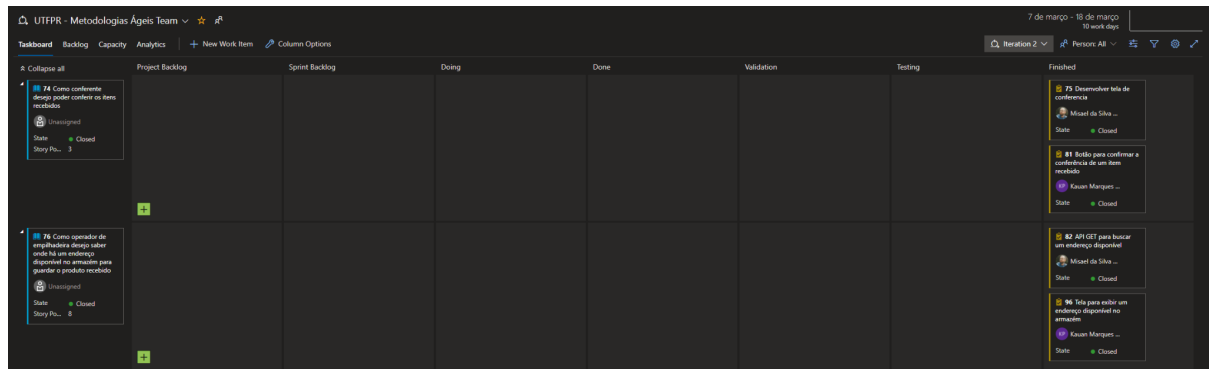 UTFPR - Metodologias Ágeis Team
7 de março - 18 de março
10 work days
Taskboard Backlog Capacity Analytics + New Work Item Column Options
Iteration 2 Person: All
Collapse all Project Backlog Sprint Backlog Doing Done Validation Testing Finished
74 Como conferente
desejo poder conferir os itens
recebidos
Unassigned
State Closed
Story Po... 3
75 Desenvolver tela de
conferencia
Misael da Silva ...
State Closed
81 Botão para confirmar a
conferência de um item
recebido
KP Kauan Marques ...
State Closed
76 Como operador de
empilhadeira desejo saber
onde há um endereço
disponível no armazém para
guardar o produto recebido
Unassigned
State Closed
Story Po... 8
82 API GET para buscar
um endereço disponível
Misael da Silva ...
State Closed
96 Tela para exibir um
endereço disponível no
armazém
KP Kauan Marques ...
State Closed